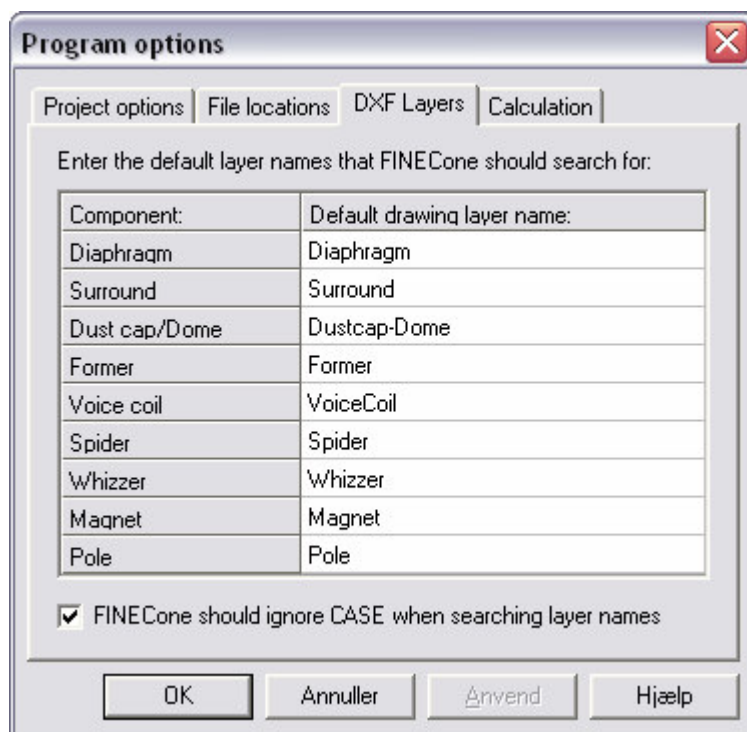 Program options
Project options File locations DXF Layers Calculation
Enter the default layer names that FINECone should search for:
Component: Default drawing layer name:
Diaphragm Diaphragm
Surround Surround
Dust cap/Dome Dustcap-Dome
Former Former
Voice coil VoiceCoil
Spider Spider
Whizzer Whizzer
Magnet Magnet
Pole Pole
FINECone should ignore CASE when searching layer names
OK Annuller Anvend Hjælp